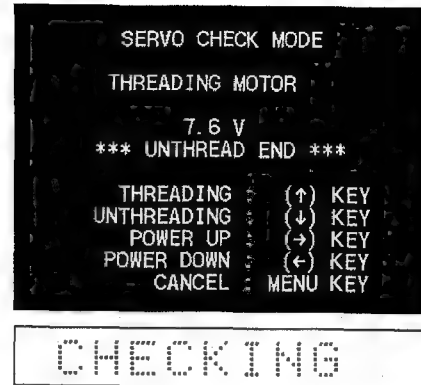 SERVO CHECK MODE
THREADING MOTOR
7.6 V
*** UNTHREAD END ***
THREADING : (↑) KEY
UNTHREADING : (↓) KEY
POWER UP : (→) KEY
POWER DOWN : (←) KEY
CANCEL : MENU KEY
CHECKING